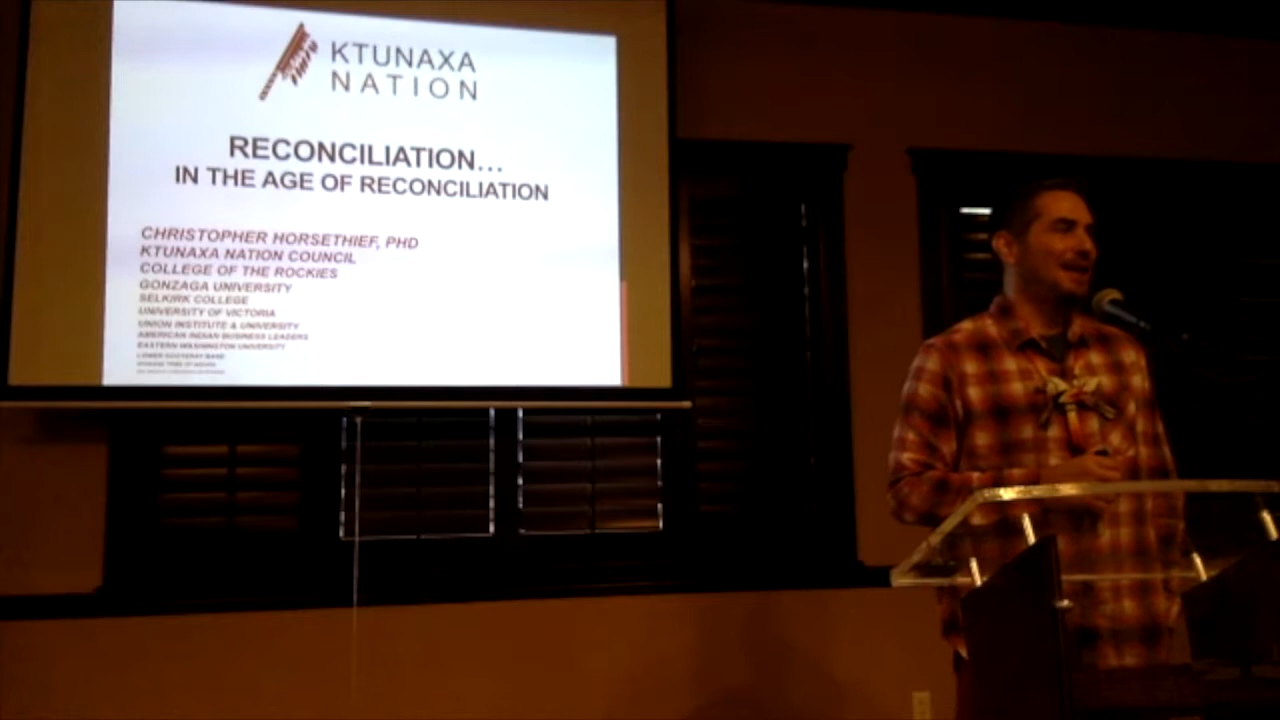 KTUNAXA
NATION
RECONCILIATION...
IN THE AGE OF RECONCILIATION
CHRISTOPHER HORSETHIEF, PHD
KTUNAXA NATION COUNCIL
COLLEGE OF THE ROCKIES
GONZAGA UNIVERSITY
SELKIRK COLLEGE
UNIVERSITY OF VICTORIA
UNION INSTITUTE & UNIVERSITY
AMERICAN INDIAN BUSINESS LEADERS
EASTERN WASHINGTON UNIVERSITY
LOWER KOOTENAY BAND